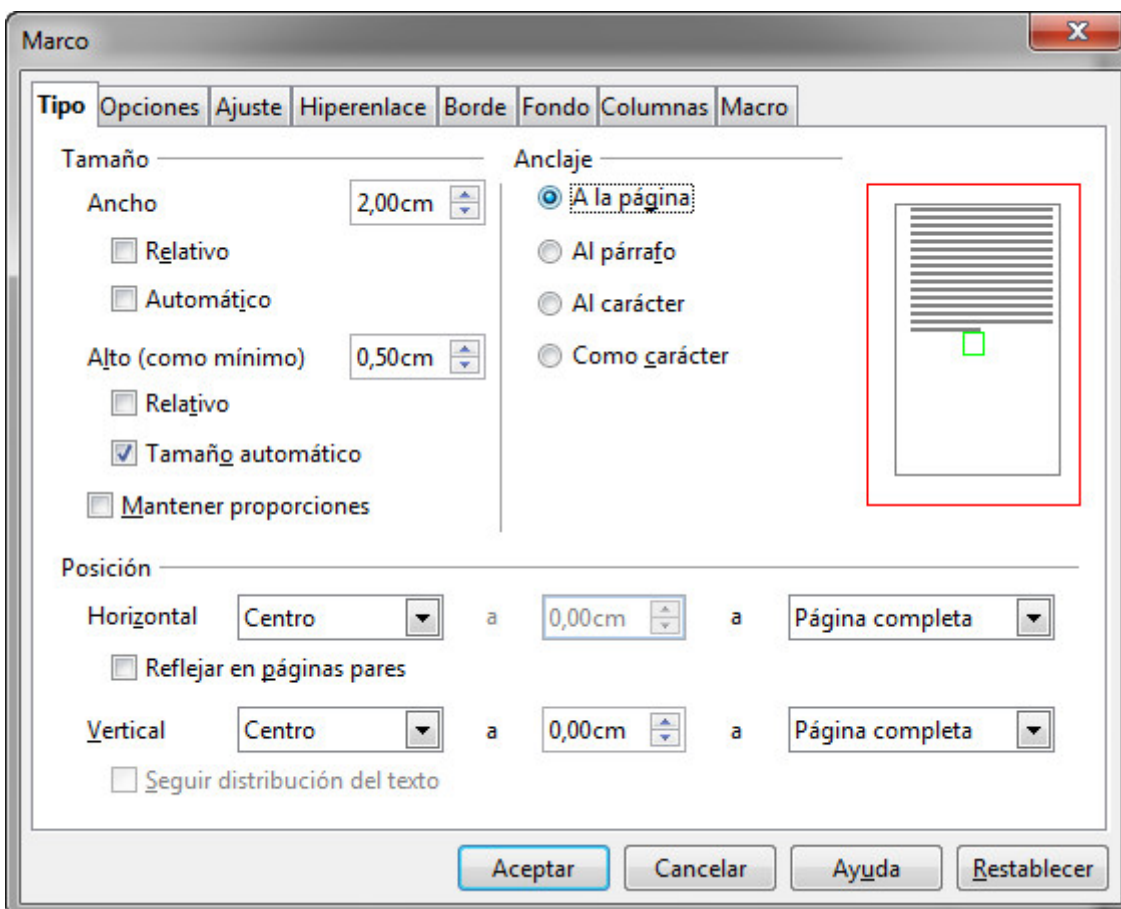 Marco
Tipo Opciones Ajuste Hiperenlace Borde Fondo Columnas Macro
Tamaño
Ancho 2,00cm
Relativo
Automático
Alto (como mínimo) 0,50cm
Relativo
Tamaño automático
Mantener proporciones
Anclaje
A la página
Al párrafo
Al carácter
Como carácter
Posición
Horizontal Centro a 0,00cm a Página completa
Reflejar en páginas pares
Vertical Centro a 0,00cm a Página completa
Seguir distribución del texto
Aceptar Cancelar Ayuda Restablecer